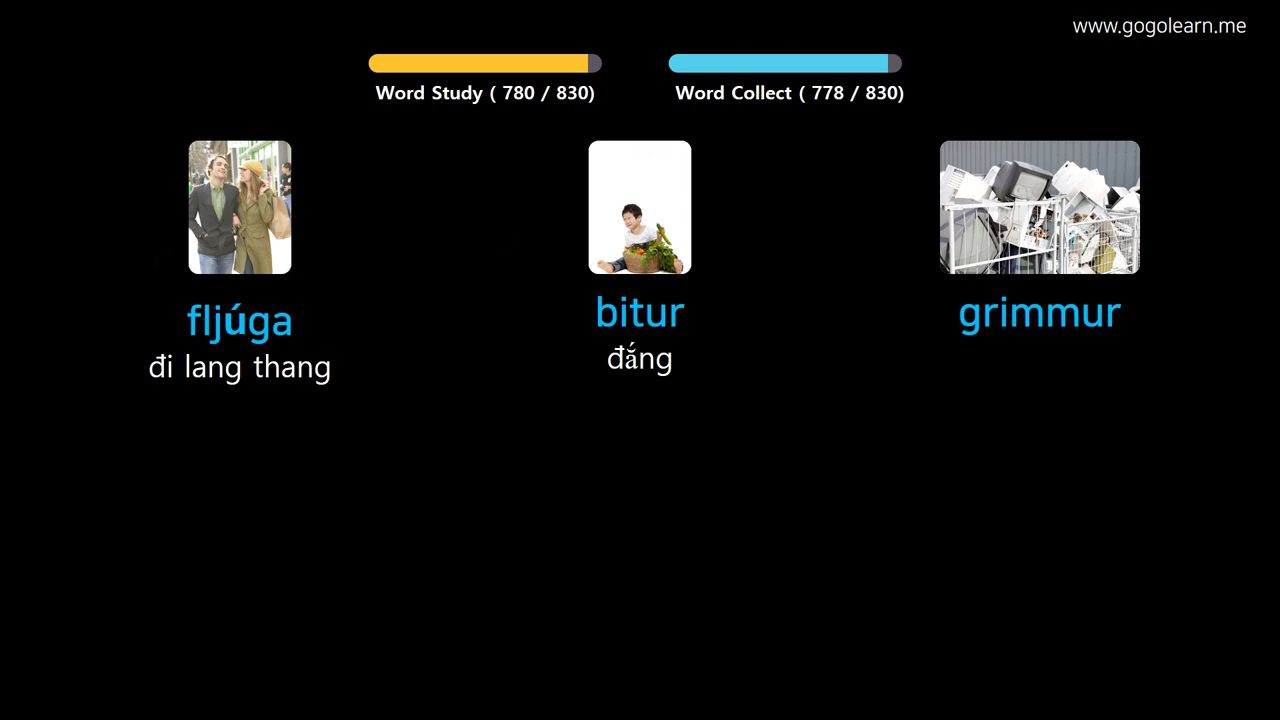 www.gogolearn.me
Word Study ( 780 / 830)
Word Collect ( 778 / 830)
fljúga
đi lang thang
bitur
đắng
grimmur